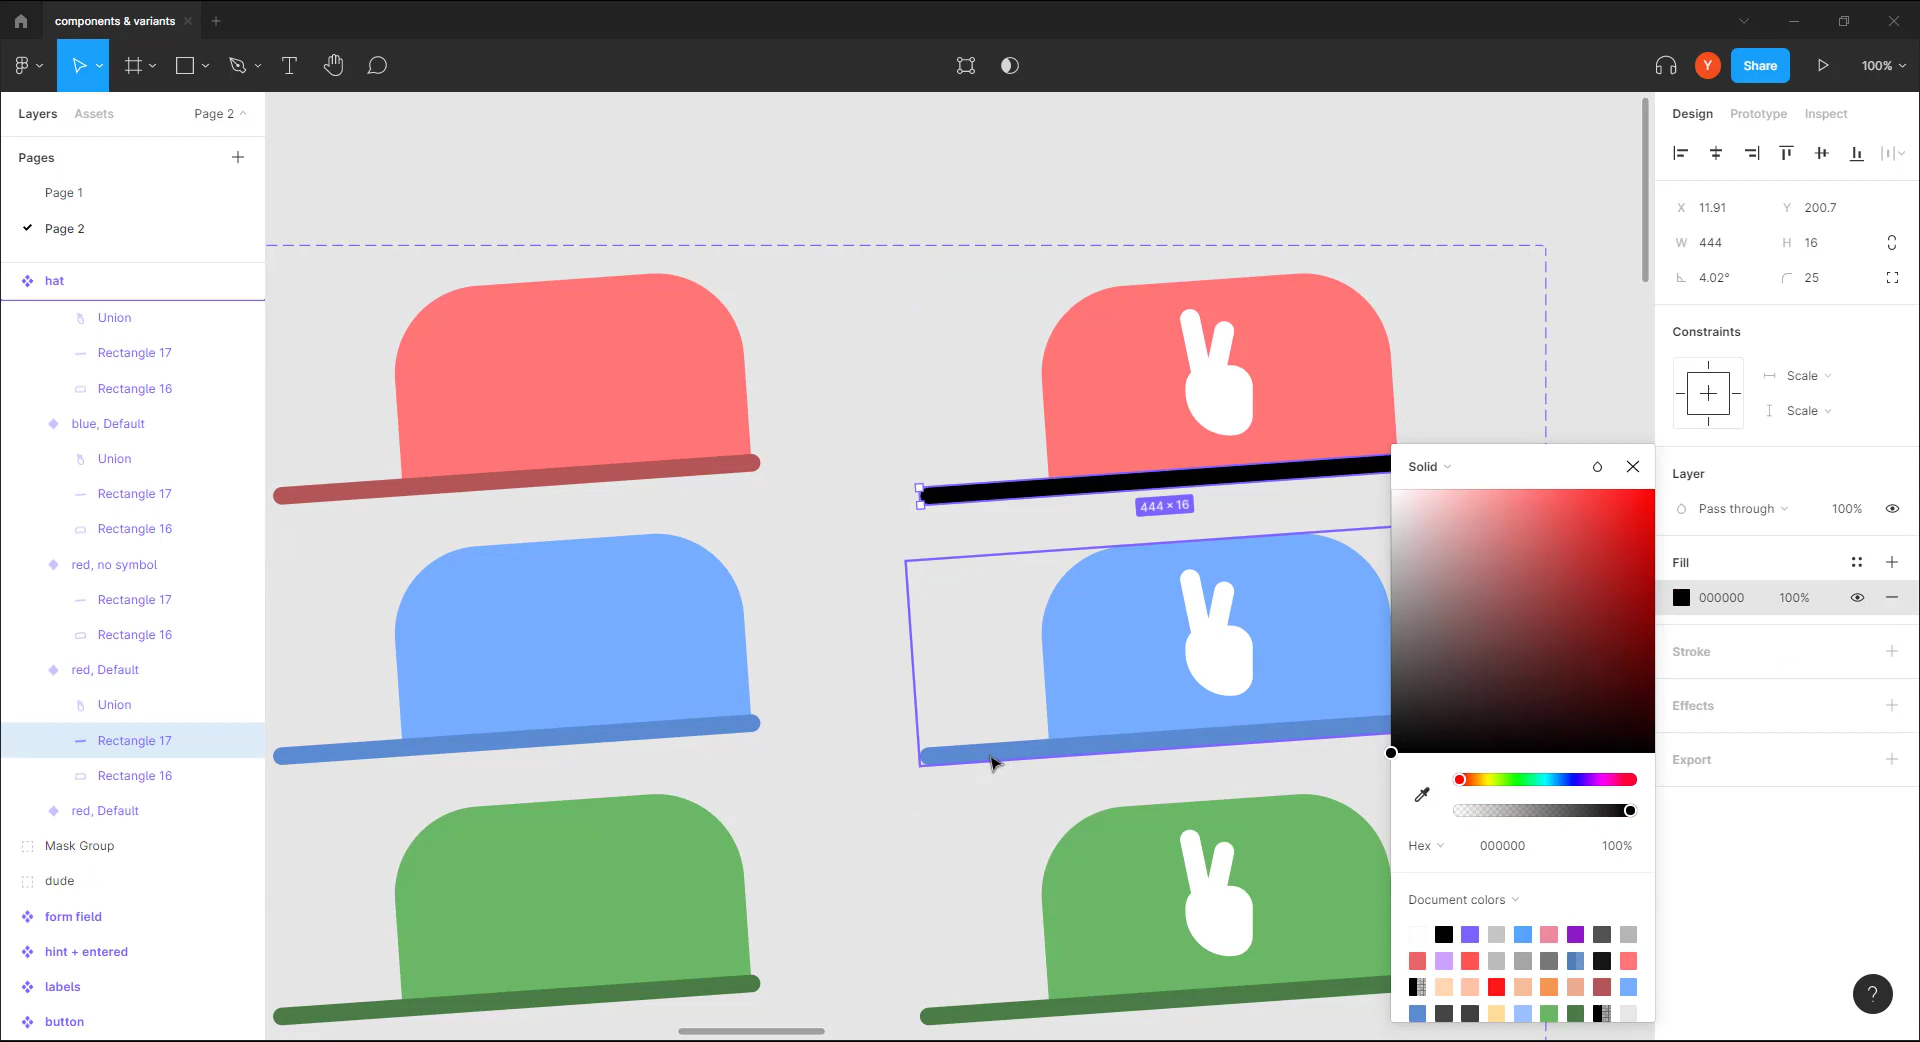 components & variants
100%
Share
Y
Layers
Assets
Page 2
Pages
Page 1
Page 2
hat
Union
Rectangle 17
Rectangle 16
blue, Default
Union
Rectangle 17
Rectangle 16
red, no symbol
Rectangle 17
Rectangle 16
red, Default
Union
Rectangle 17
Rectangle 16
red, Default
Mask Group
dude
form field
hint + entered
labels
button
444 × 16
Solid
Hex
000000
100%
Document colors
Design
Prototype
Inspect
X 11.91
Y 200.7
W 444
H 16
4.02°
25
Constraints
Scale
Scale
Layer
Pass through
100%
Fill
000000
100%
Stroke
Effects
Export
?